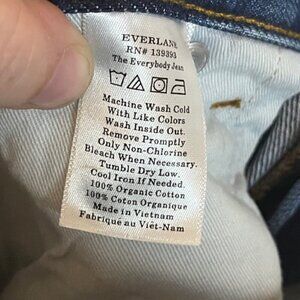 EVERLANE
RN# 139393
The Everybody Jean
Machine Wash Cold
With Like Colors
Wash Inside Out.
Remove Promptly
Only Non-Chlorine
Bleach When Necessary.
Tumble Dry Low.
Cool Iron If Needed.
100% Organic Cotton
100% Coton Organique
Made in Vietnam
Fabriqué au Viêt-Nam